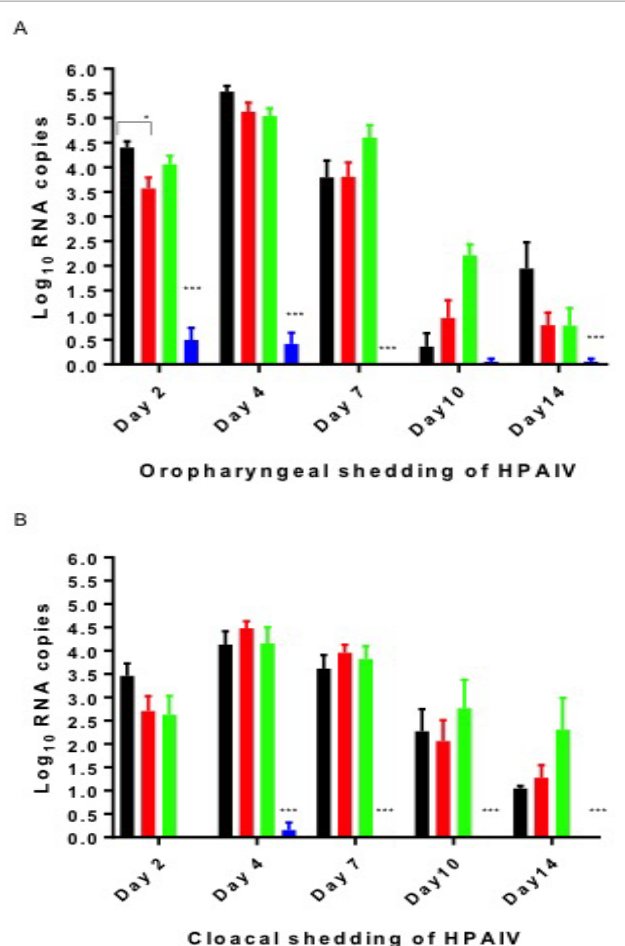 A
6.0
5.5
5.0
4.5
4.0
3.5
3.0
2.5
2.0
1.5
1.0
0.5
0.0
Log10 RNA copies
-
---
---
---
---
Day 2
Day 4
Day 7
Day10
Day14
Oropharyngeal shedding of HPAIV
B
6.0
5.5
5.0
4.5
4.0
3.5
3.0
2.5
2.0
1.5
1.0
0.5
0.0
Log10 RNA copies
---
---
---
---
Day 2
Day 4
Day 7
Day10
Day14
Cloacal shedding of HPAIV